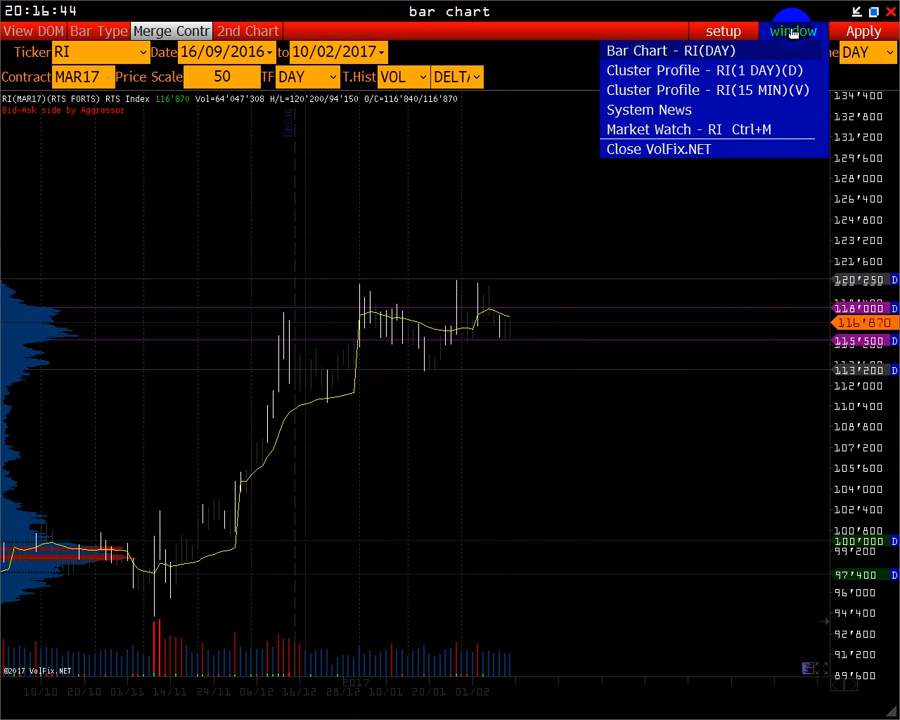 20:16:44 bar chart
View DOM Bar Type Merge Contr 2nd Chart setup window Apply
Ticker RI Date 16/09/2016 to 10/02/2017 DAY
Contract MAR17 Price Scale 50 TF DAY T.Hist VOL DELTA
Bar Chart - RI(DAY)
Cluster Profile - RI(1 DAY)(D)
Cluster Profile - RI(15 MIN)(V)
System News
Market Watch - RI Ctrl+M
Close VolFix.NET
RI(MAR17)(RTS FORTS) RTS Index 116'870 Vol=64'047'308 H/L=120'200/94'150 O/C=116'840/116'870
Bid-Ask side by Aggressor
DEC16
134'400
132'800
131'200
129'600
128'000
126'400
124'800
123'200
121'600
120'250 D
118'000 D
116'870
115'500 D
113'200 D
112'000
110'400
108'800
107'200
105'600
104'000
102'400
100'800
100'000 D
99'200
97'400 D
96'000
94'400
92'800
91'200
89'600
©2017 VolFix.NET
2017
10/10 20/10 01/11 14/11 24/11 06/12 16/12 28/12 10/01 20/01 01/02